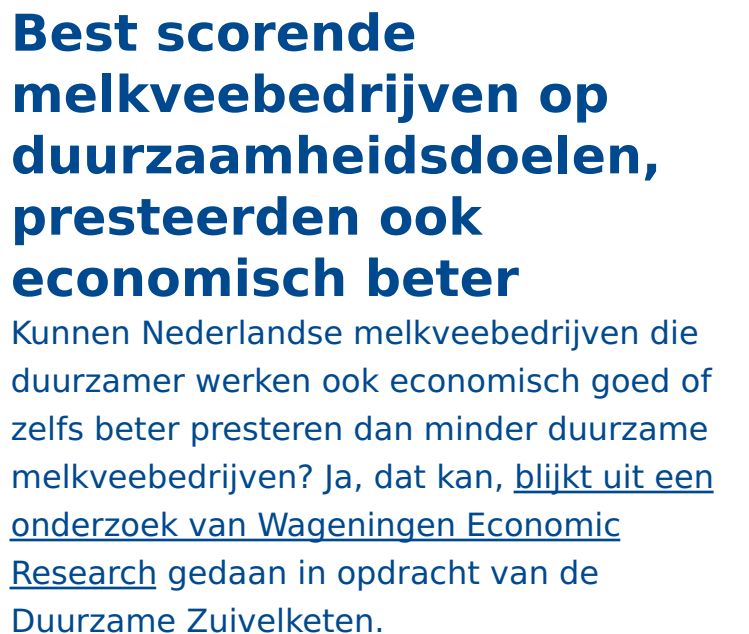 Best scorende
melkveebedrijven op
duurzaamheidsdoelen,
presteerden ook
economisch beter
Kunnen Nederlandse melkveebedrijven die
duurzamer werken ook economisch goed of
zelfs beter presteren dan minder duurzame
melkveebedrijven? Ja, dat kan, blijkt uit een
onderzoek van Wageningen Economic
Research gedaan in opdracht van de
Duurzame Zuivelketen.